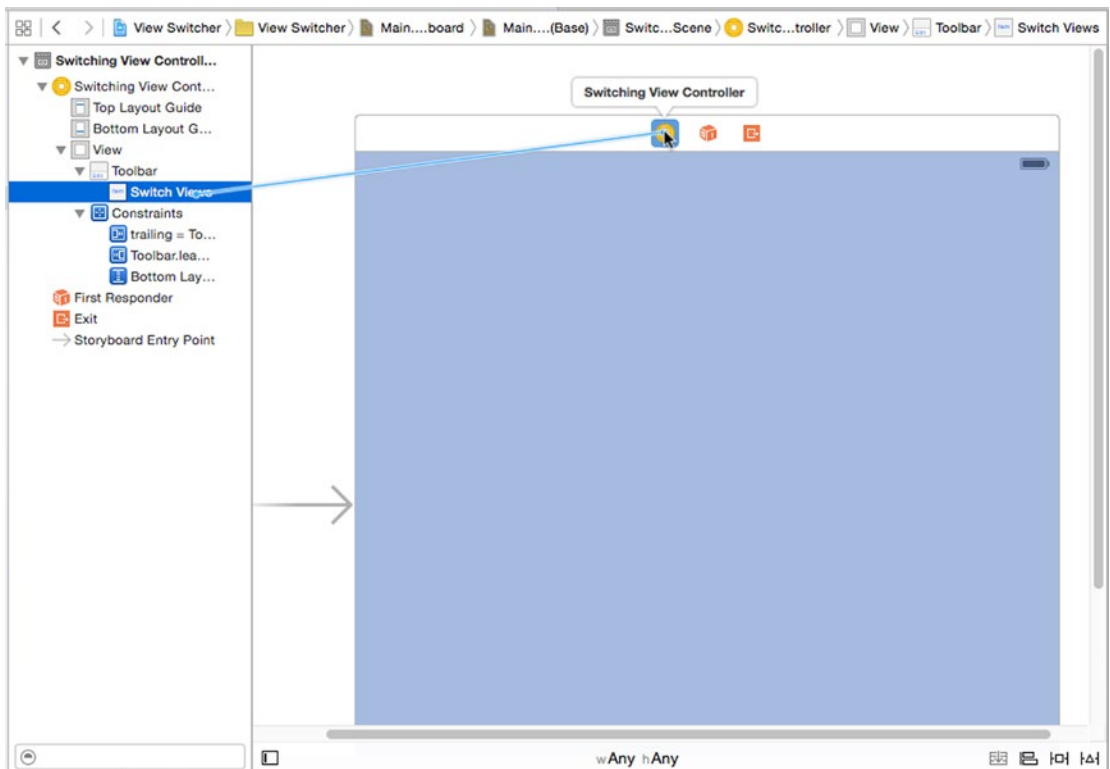 View Switcher View Switcher Main....board Main....(Base) Switc...Scene Switc...troller View Toolbar Switch Views
Switching View Controll...
Switching View Cont...
Top Layout Guide
Bottom Layout G...
View
Toolbar
Switch Views
Constraints
trailing = To...
Toolbar.lea...
Bottom Lay...
First Responder
Exit
Storyboard Entry Point
Switching View Controller
wAny hAny